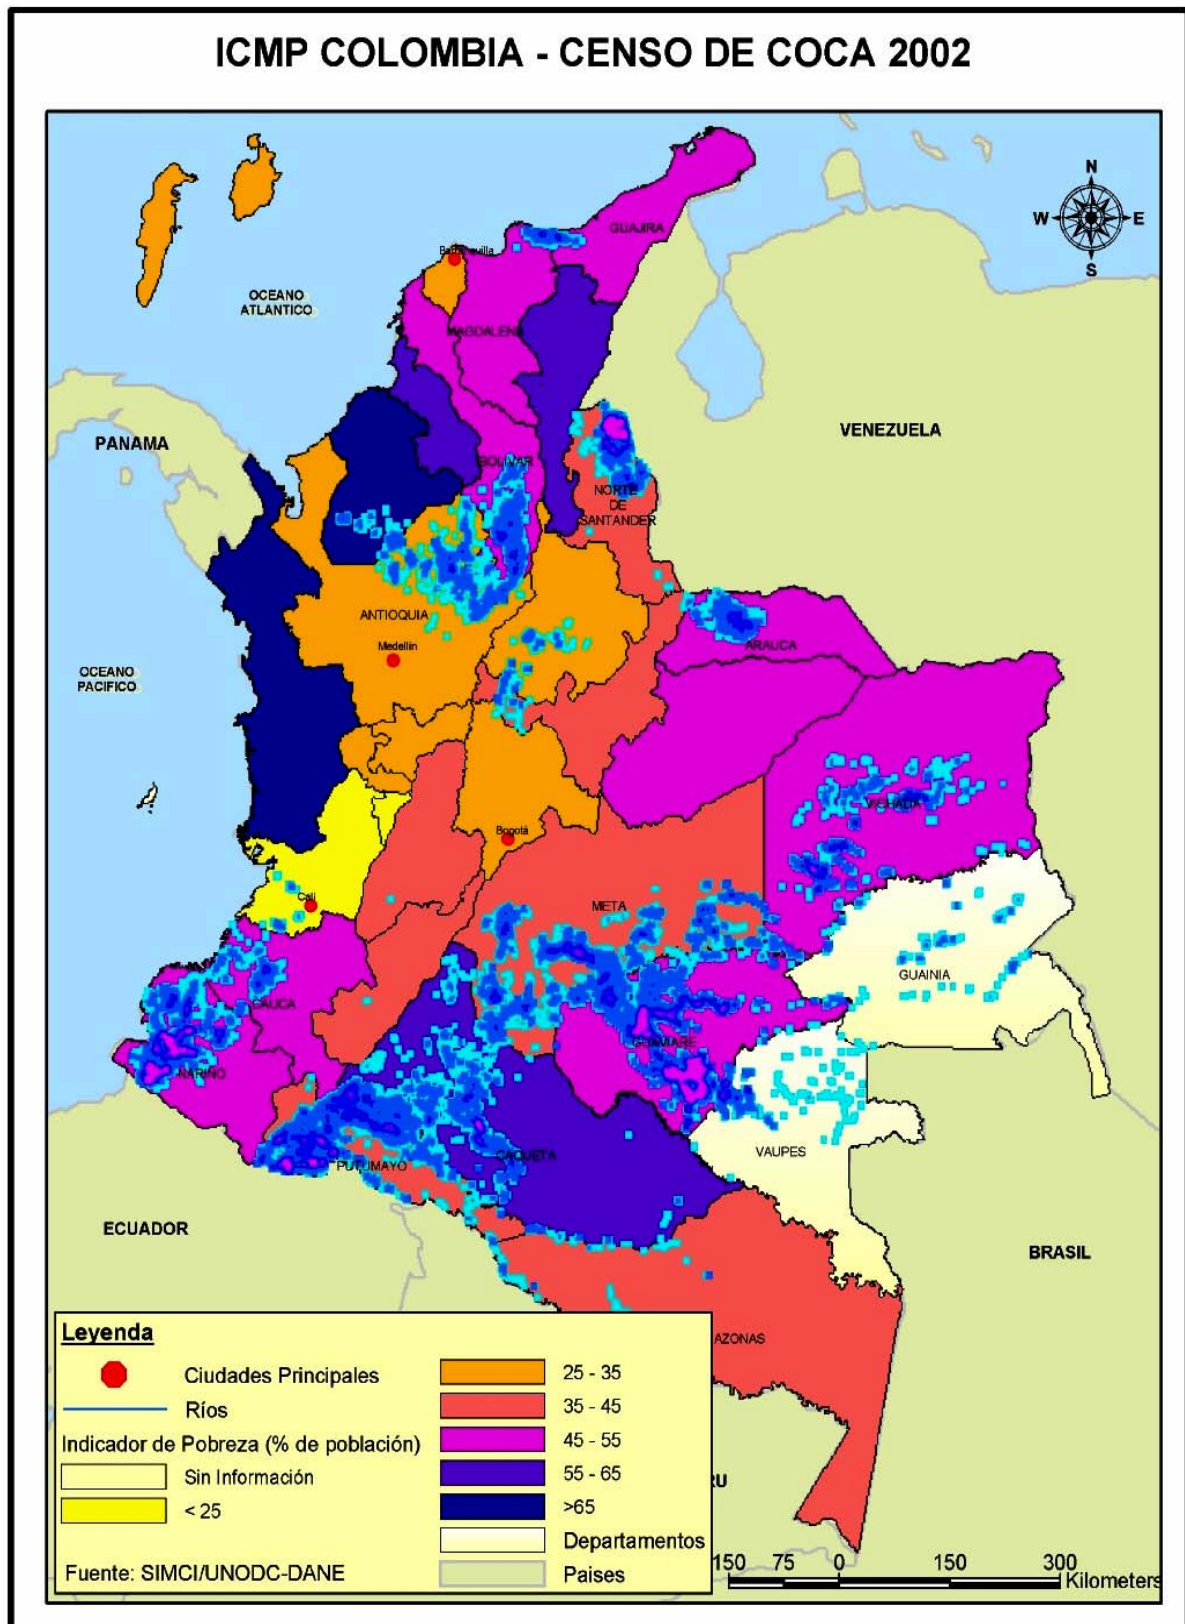 ICMP COLOMBIA - CENSO DE COCA 2002
N
W
E
S
GUAJIRA
Barranquilla
OCEANO
ATLANTICO
MAGDALENA
PANAMA
VENEZUELA
BOLIVAR
NORTE
DE
SANTANDER
ANTIOQUIA
Medellín
ARAUCA
OCEANO
PACIFICO
VICHADA
Bogotá
Cali
META
GUAINIA
CAUCA
GUAVIARE
NARIÑO
VAUPES
CAQUETA
PUTUMAYO
ECUADOR
BRASIL
AZONAS
RU
Leyenda
Ciudades Principales
Ríos
Indicador de Pobreza (% de población)
Sin Información
< 25
25 - 35
35 - 45
45 - 55
55 - 65
>65
Departamentos
Paises
Fuente: SIMCI/UNODC-DANE
150 75 0 150 300
Kilometers